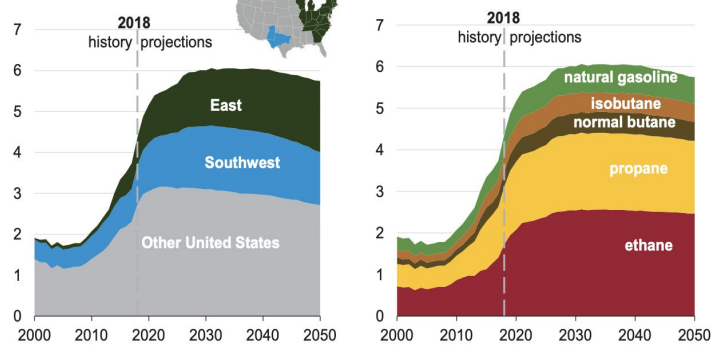 2018
history projections
7
6
5
4
3
2
1
0
East
Southwest
Other United States
2000 2010 2020 2030 2040 2050
2018
history projections
7
6
5
4
3
2
1
0
natural gasoline
isobutane
normal butane
propane
ethane
2000 2010 2020 2030 2040 2050